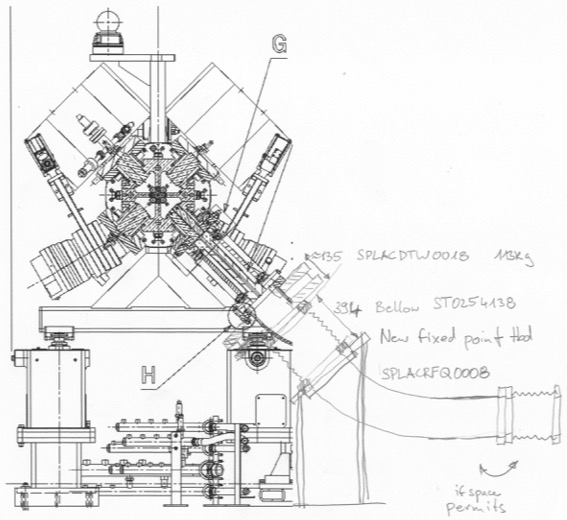 G
≈135 SPLACDTW0018 113kg
394 Bellow ST0254138
New fixed point tbd
SPLACRFQ0008
H
if space
permits